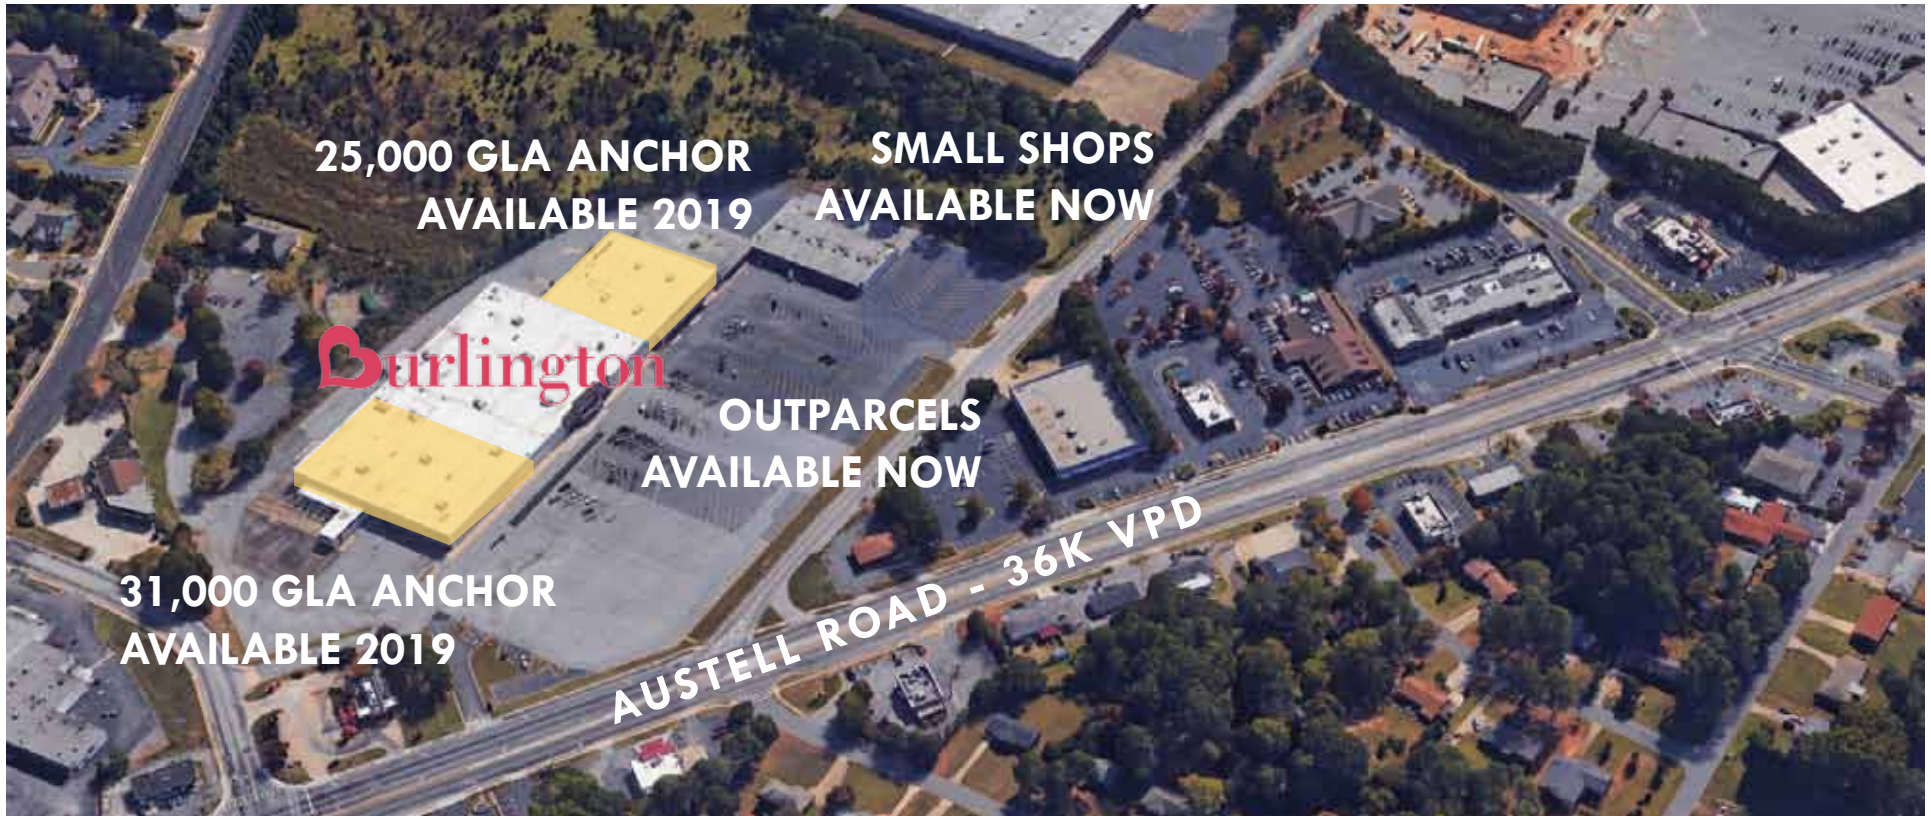 25,000 GLA ANCHOR
AVAILABLE 2019
SMALL SHOPS
AVAILABLE NOW
Burlington
OUTPARCELS
AVAILABLE NOW
31,000 GLA ANCHOR
AVAILABLE 2019
AUSTELL ROAD - 36K VPD